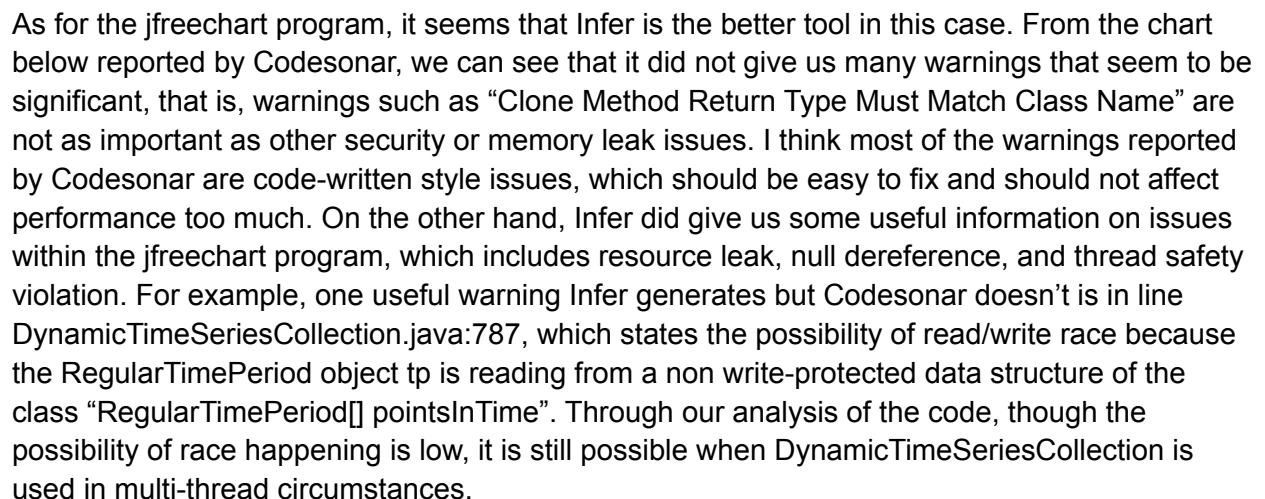 As for the jfreechart program, it seems that Infer is the better tool in this case. From the chart
below reported by Codesonar, we can see that it did not give us many warnings that seem to be
significant, that is, warnings such as “Clone Method Return Type Must Match Class Name” are
not as important as other security or memory leak issues. I think most of the warnings reported
by Codesonar are code-written style issues, which should be easy to fix and should not affect
performance too much. On the other hand, Infer did give us some useful information on issues
within the jfreechart program, which includes resource leak, null dereference, and thread safety
violation. For example, one useful warning Infer generates but Codesonar doesn’t is in line
DynamicTimeSeriesCollection.java:787, which states the possibility of read/write race because
the RegularTimePeriod object tp is reading from a non write-protected data structure of the
class “RegularTimePeriod[] pointsInTime”. Through our analysis of the code, though the
possibility of race happening is low, it is still possible when DynamicTimeSeriesCollection is
used in multi-thread circumstances.